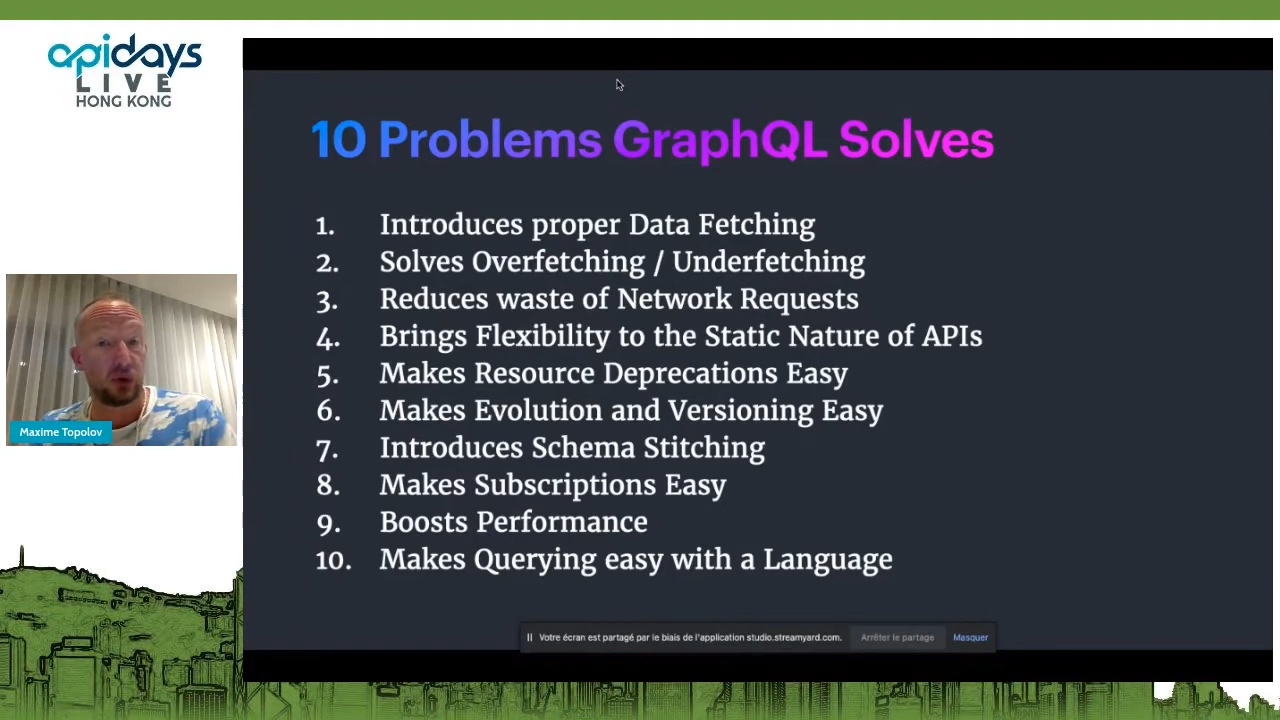 apidays
LIVE
HONG KONG
10 Problems GraphQL Solves
1. Introduces proper Data Fetching
2. Solves Overfetching / Underfetching
3. Reduces waste of Network Requests
4. Brings Flexibility to the Static Nature of APIs
5. Makes Resource Deprecations Easy
6. Makes Evolution and Versioning Easy
7. Introduces Schema Stitching
8. Makes Subscriptions Easy
9. Boosts Performance
10. Makes Querying easy with a Language
Maxime Topolov
Votre écran est partagé par le biais de l'application studio.streamyard.com. Arrêter le partage Masquer